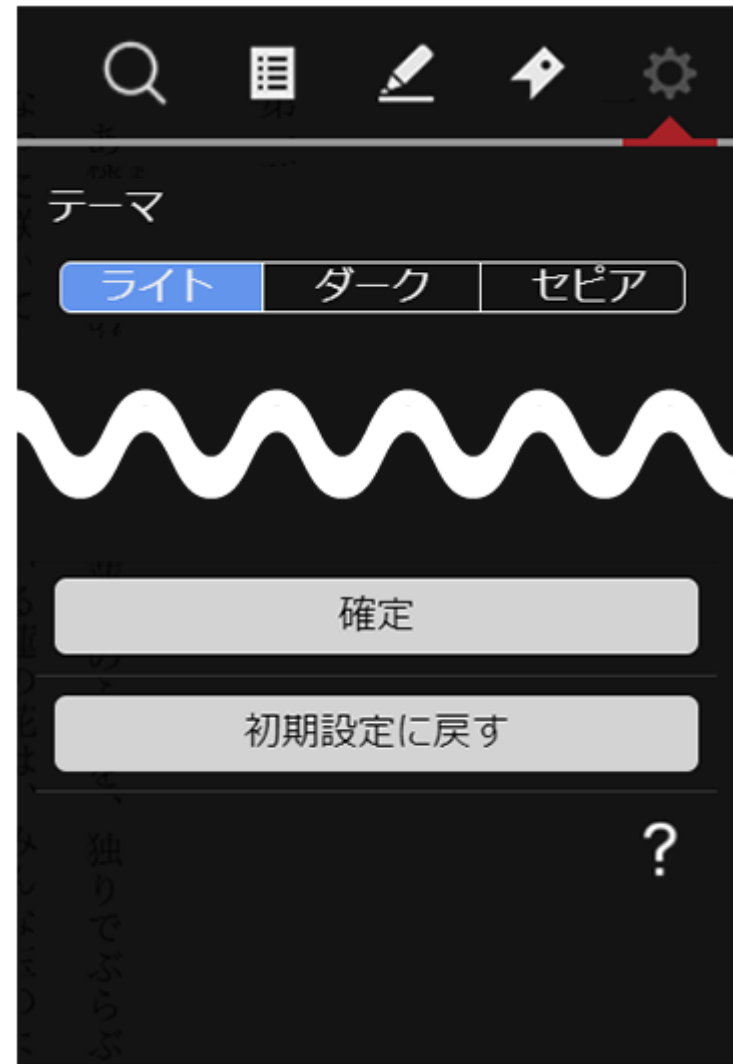 テーマ
ライト ダーク セピア
確定
初期設定に戻す
?
独りでぶらぶ